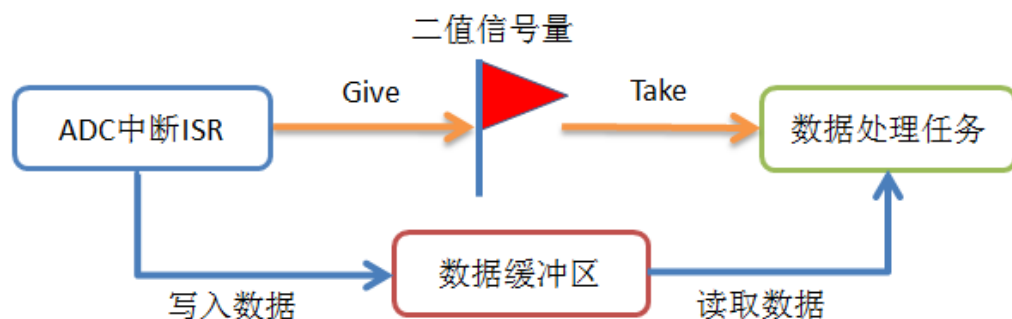 二值信号量
Give
Take
ADC中断ISR
数据处理任务
数据缓冲区
写入数据
读取数据